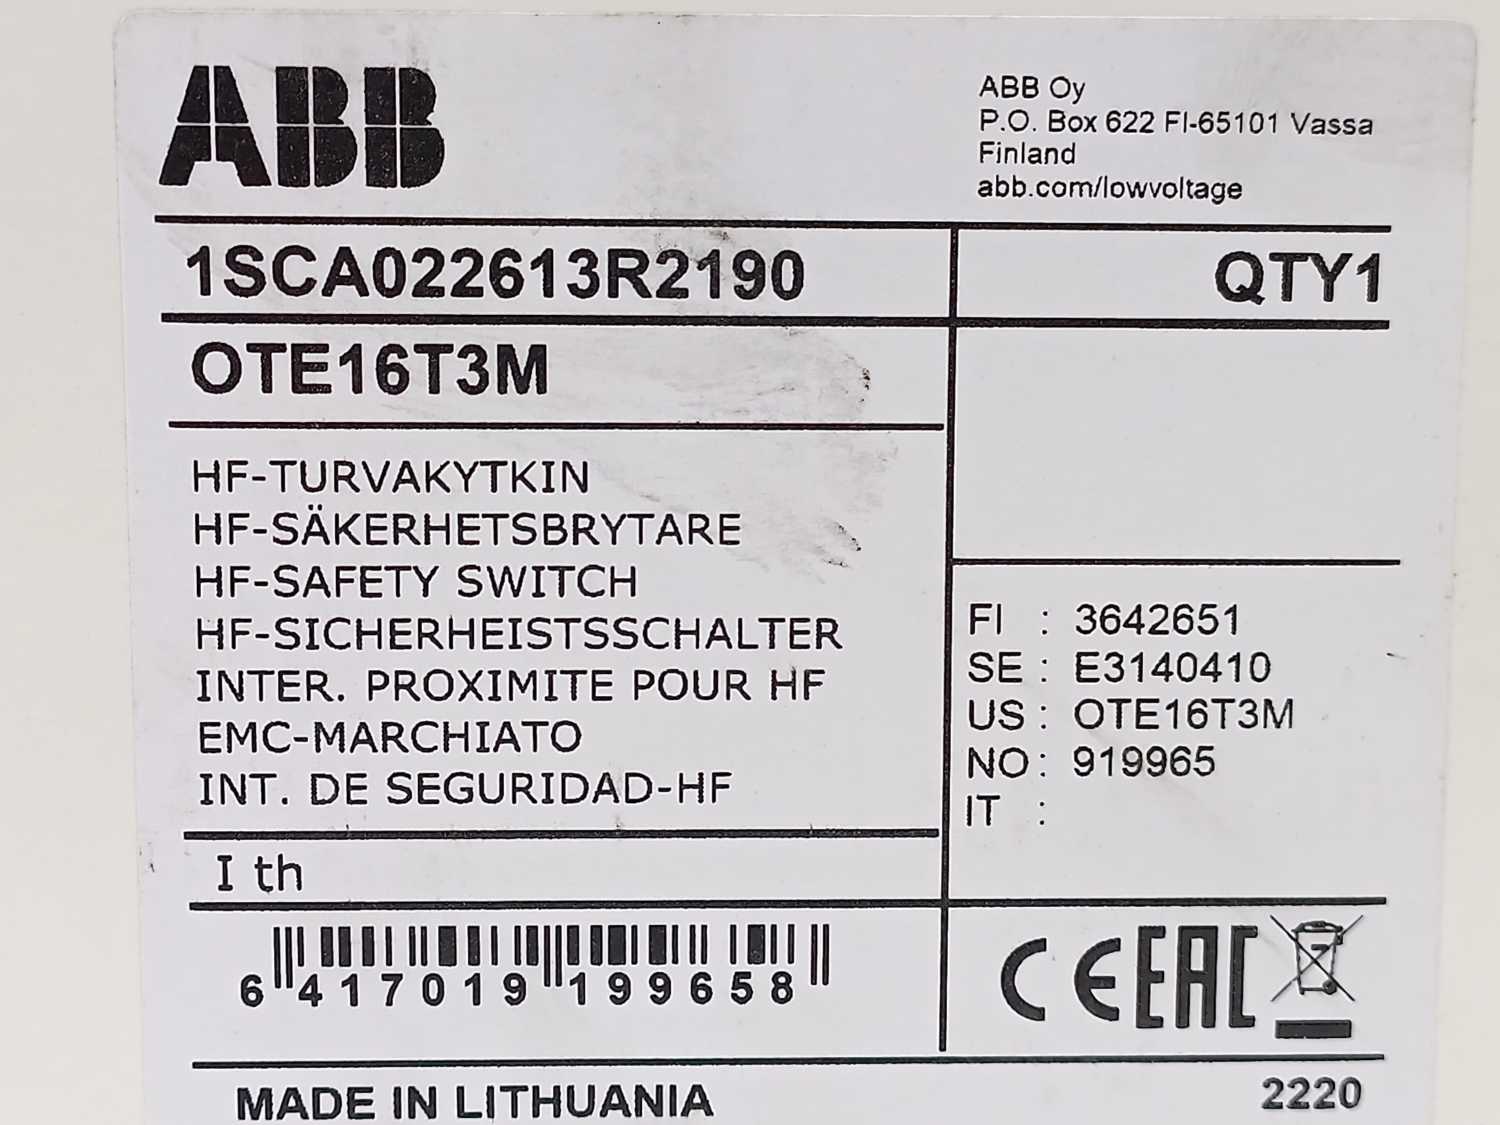 ABB
ABB Oy
P.O. Box 622 FI-65101 Vassa
Finland
abb.com/lowvoltage
1SCA022613R2190
QTY1
OTE16T3M
HF-TURVAKYTKIN
HF-SÄKERHETSBRYTARE
HF-SAFETY SWITCH
HF-SICHERHEISTSSCHALTER
INTER. PROXIMITE POUR HF
EMC-MARCHIATO
INT. DE SEGURIDAD-HF
FI : 3642651
SE : E3140410
US : OTE16T3M
NO : 919965
IT :
I th
6 417019 199658
CE EAC
MADE IN LITHUANIA
2220